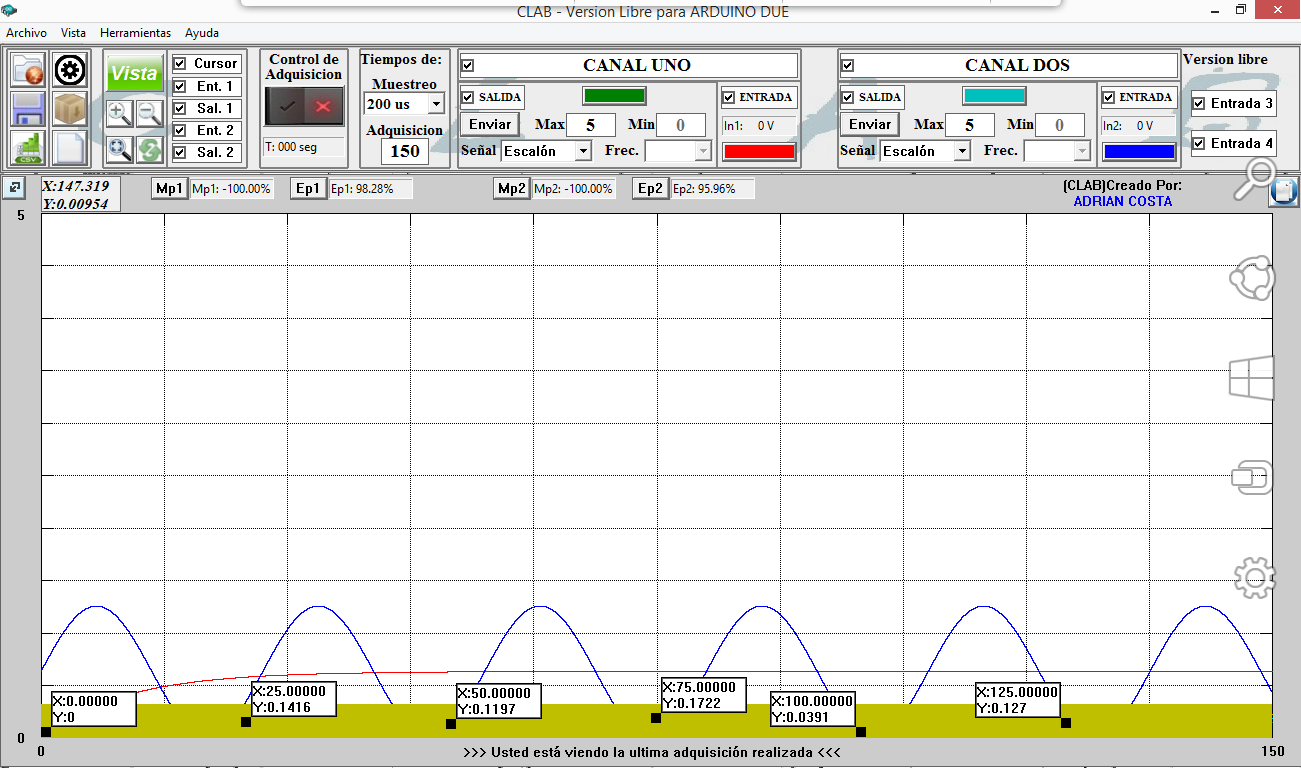 CLAB - Version Libre para ARDUINO DUE
Archivo Vista Herramientas Ayuda
Vista
CSV
Cursor
Ent. 1
Sal. 1
Ent. 2
Sal. 2
Control de
Adquisicion
T: 000 seg
Tiempos de:
Muestreo
200 us
Adquisicion
150
CANAL UNO
SALIDA
ENTRADA
Enviar Max 5 Min 0
In1: 0 V
Señal Escalón Frec.
CANAL DOS
SALIDA
ENTRADA
Enviar Max 5 Min 0
In2: 0 V
Señal Escalón Frec.
Version libre
Entrada 3
Entrada 4
X:147.319
Y:0.00954
Mp1 Mp1: -100.00% Ep1 Ep1: 98.28% Mp2 Mp2: -100.00% Ep2 Ep2: 95.96%
(CLAB)Creado Por:
ADRIAN COSTA
5
X:0.00000
Y:0
X:25.00000
Y:0.1416
X:50.00000
Y:0.1197
X:75.00000
Y:0.1722
X:100.00000
Y:0.0391
X:125.00000
Y:0.127
0
0 >>> Usted está viendo la ultima adquisición realizada <<< 150